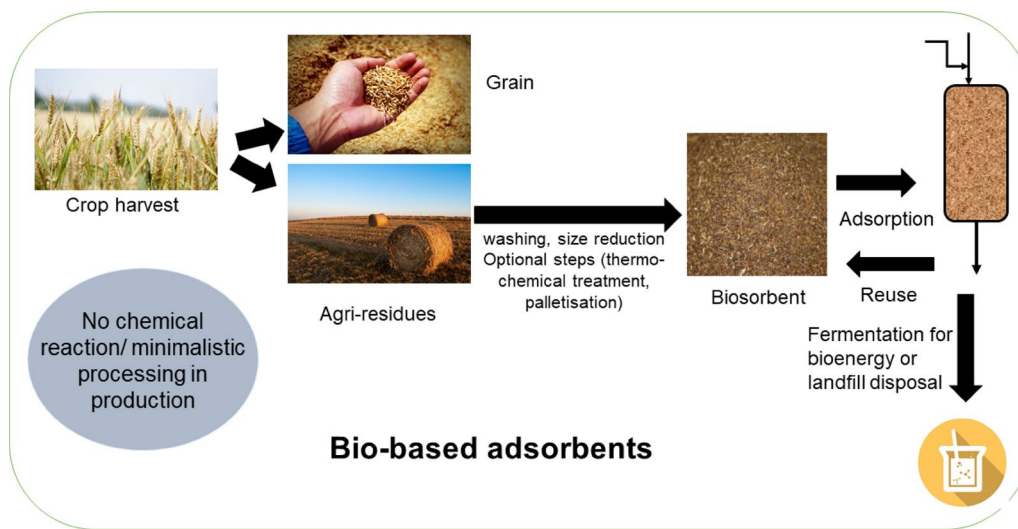 Grain
Crop harvest
washing, size reduction
Optional steps (thermo-
chemical treatment,
palletisation)
Agri-residues
Biosorbent
Adsorption
Reuse
Fermentation for
bioenergy or
landfill disposal
No chemical
reaction/ minimalistic
processing in
production
Bio-based adsorbents